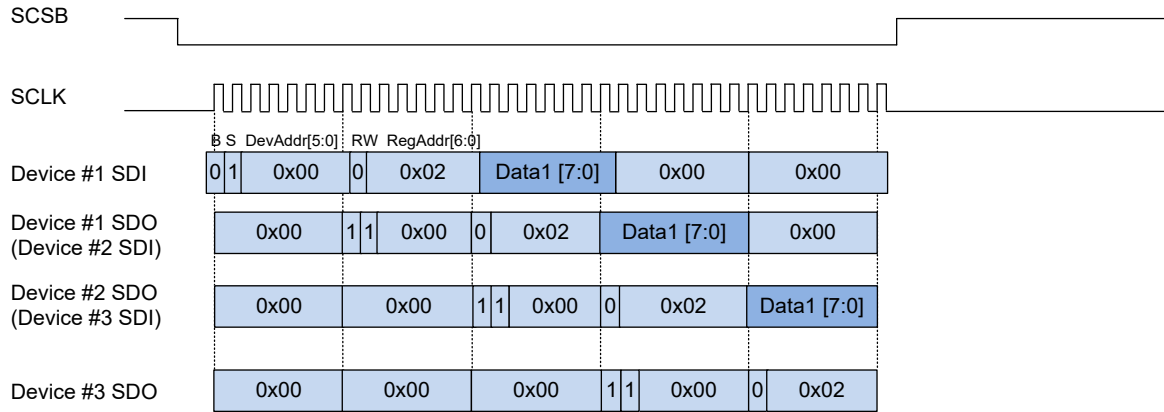 SCSB
SCLK
B S DevAddr[5:0] RW RegAddr[6:0]
Device #1 SDI 0 1 0x00 0 0x02 Data1 [7:0] 0x00 0x00
Device #1 SDO
(Device #2 SDI)
0x00 1 1 0x00 0 0x02 Data1 [7:0] 0x00
Device #2 SDO
(Device #3 SDI)
0x00 0x00 1 1 0x00 0 0x02 Data1 [7:0]
Device #3 SDO 0x00 0x00 0x00 1 1 0x00 0 0x02